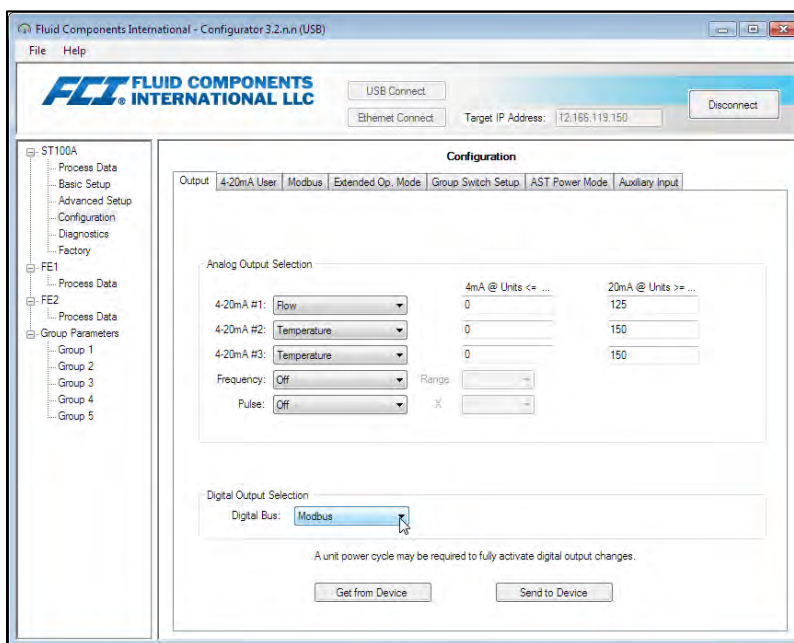 Fluid Components International - Configurator 3.2.n.n (USB)
File Help
FCI. FLUID COMPONENTS
INTERNATIONAL LLC
USB Connect
Ethernet Connect
Target IP Address: 12.166.119.150
Disconnect
ST100A
Process Data
Basic Setup
Advanced Setup
Configuration
Diagnostics
Factory
FE1
Process Data
FE2
Process Data
Group Parameters
Group 1
Group 2
Group 3
Group 4
Group 5
Configuration
Output 4-20mA User Modbus Extended Op. Mode Group Switch Setup AST Power Mode Auxiliary Input
Analog Output Selection
4mA @ Units <= ... 20mA @ Units >= ...
4-20mA #1: Flow 0 125
4-20mA #2: Temperature 0 150
4-20mA #3: Temperature 0 150
Frequency: Off Range
Pulse: Off X
Digital Output Selection
Digital Bus: Modbus
A unit power cycle may be required to fully activate digital output changes.
Get from Device Send to Device